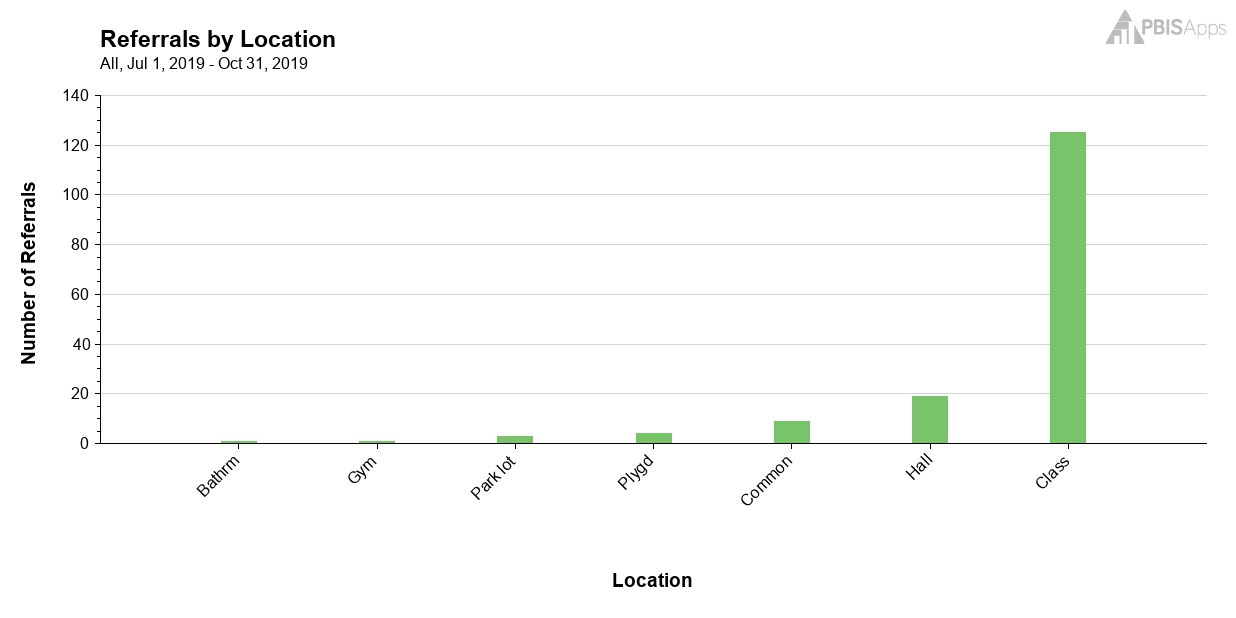 PBISApps
Referrals by Location
All, Jul 1, 2019 - Oct 31, 2019
140
120
100
80
60
40
20
0
Number of Referrals
Bathrm
Gym
Park lot
Plygd
Common
Hall
Class
Location